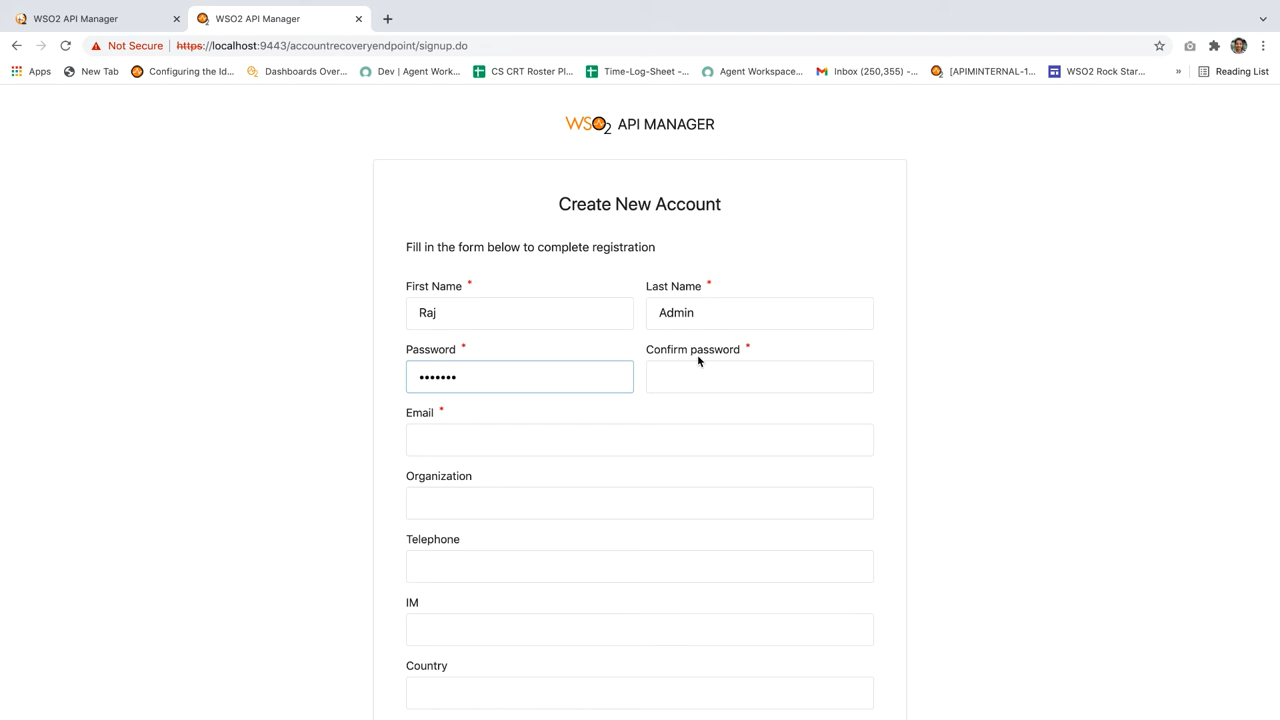 WSO2 API Manager
WSO2 API Manager
Not Secure https://localhost:9443/accountrecoveryendpoint/signup.do
Apps New Tab Configuring the Id... Dashboards Over... Dev | Agent Work... CS CRT Roster Pl... Time-Log-Sheet -... Agent Workspace... Inbox (250,355) -... [APIMINTERNAL-1... WSO2 Rock Star... » Reading List
WSO2 API MANAGER
Create New Account
Fill in the form below to complete registration
First Name * Last Name *
Raj Admin
Password * Confirm password *
•••••••
Email *
Organization
Telephone
IM
Country